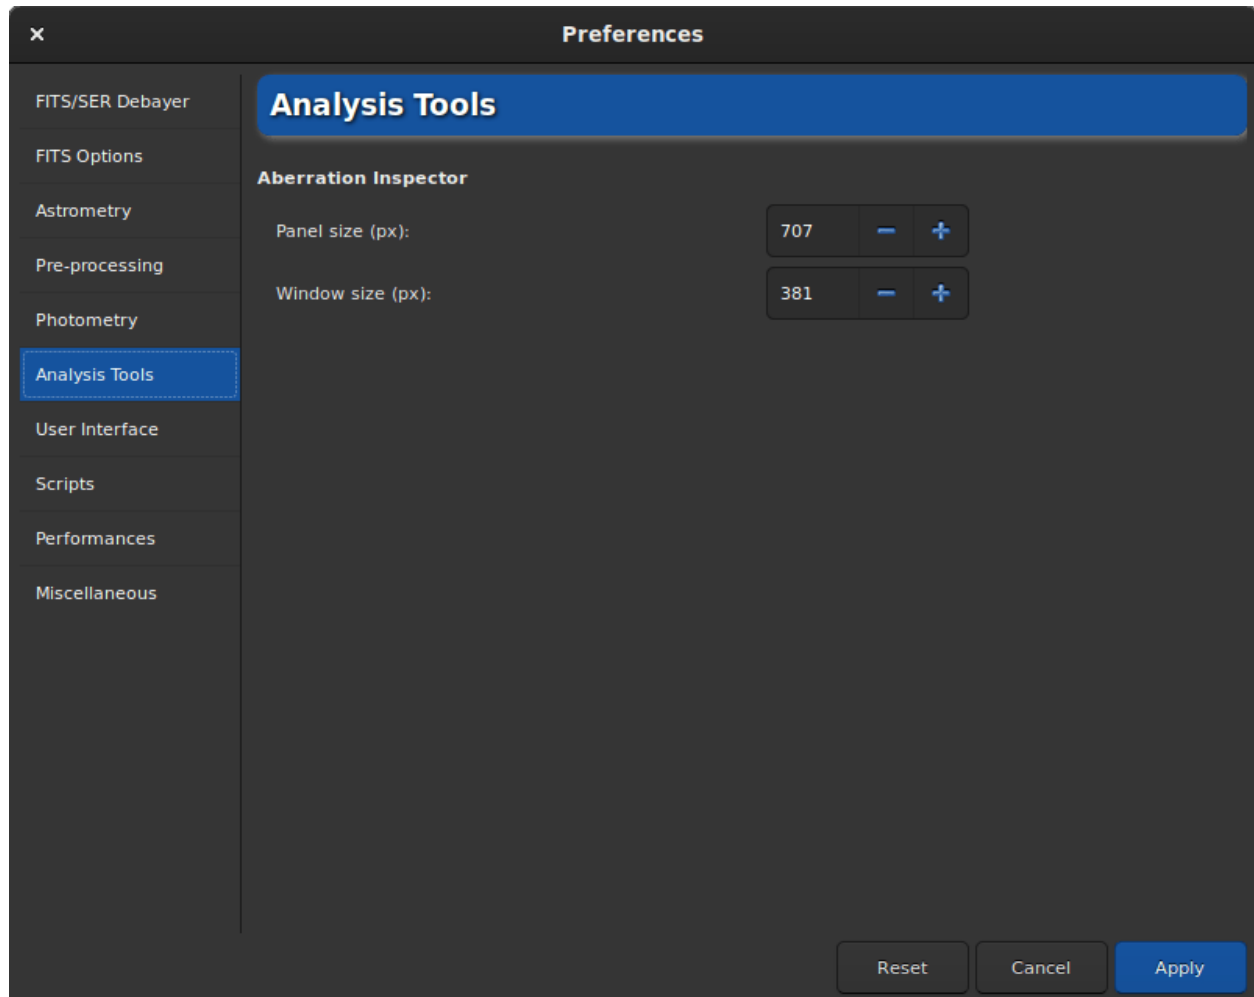 Preferences
FITS/SER Debayer
FITS Options
Astrometry
Pre-processing
Photometry
Analysis Tools
User Interface
Scripts
Performances
Miscellaneous
Analysis Tools
Aberration Inspector
Panel size (px): 707
Window size (px): 381
Reset Cancel Apply